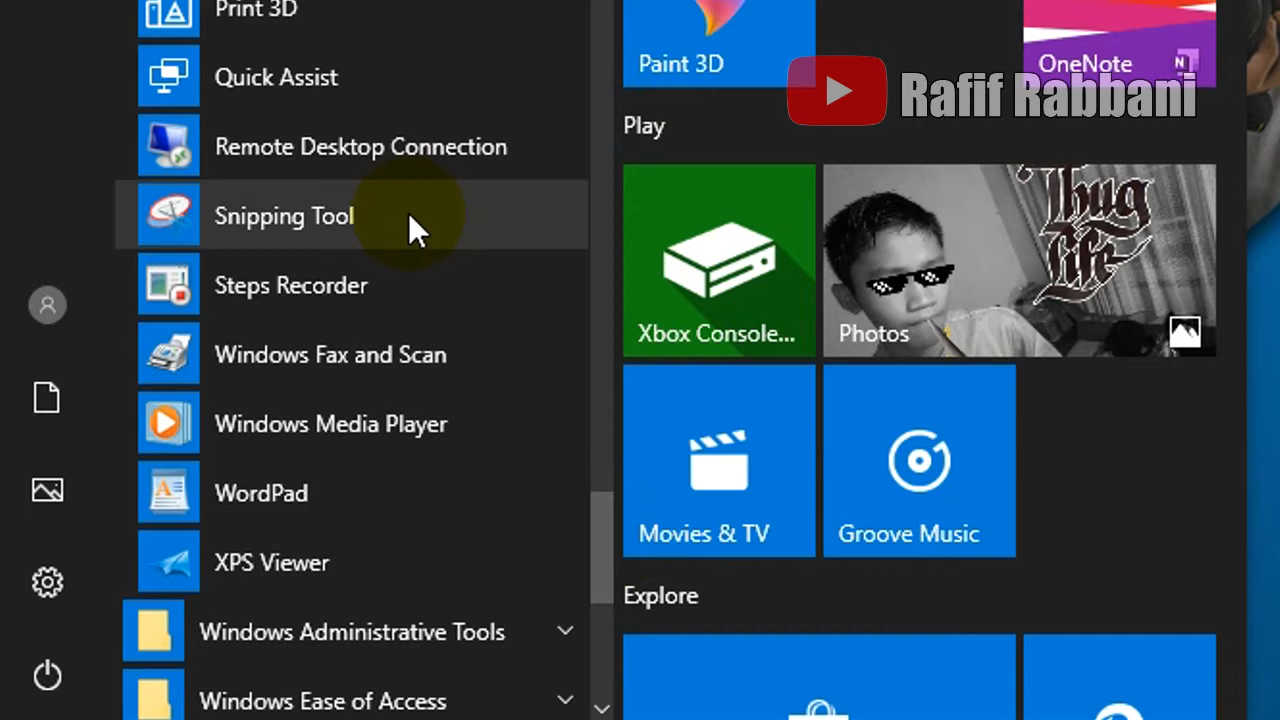 Print 3D
Quick Assist
Remote Desktop Connection
Snipping Tool
Steps Recorder
Windows Fax and Scan
Windows Media Player
WordPad
XPS Viewer
Windows Administrative Tools
Windows Ease of Access
Paint 3D
OneNote
N
Rafif Rabbani
Play
Xbox Console...
Thug
Life
Photos
Movies & TV
Groove Music
Explore